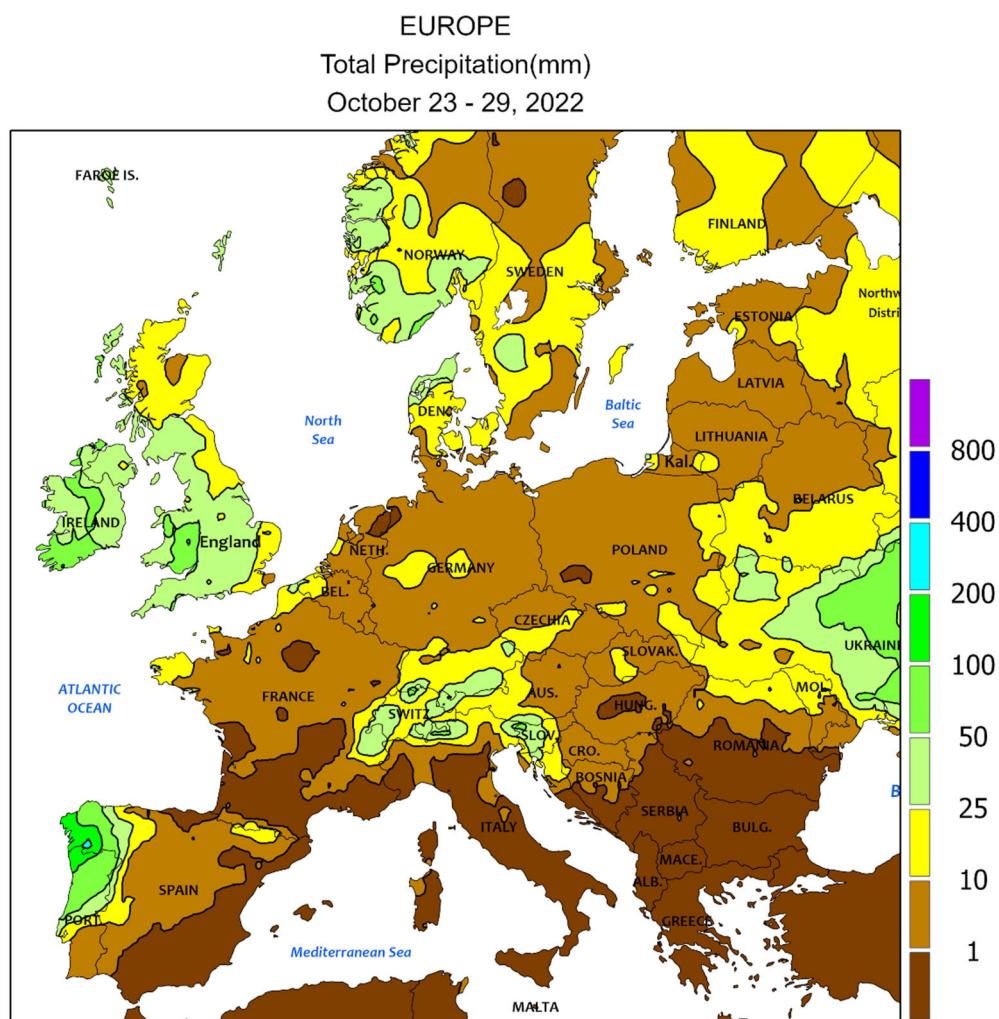 EUROPE
Total Precipitation(mm)
October 23 - 29, 2022
FAROE IS.
FINLAND
NORWAY
SWEDEN
Northw
Distri
ESTONIA
LATVIA
North
Sea
DEN.
Baltic
Sea
LITHUANIA
Kal.
800
BELARUS
400
IRELAND
England
NETH.
POLAND
GERMANY
BEL.
200
CZECHIA
UKRAINE
SLOVAK.
100
ATLANTIC
OCEAN
FRANCE
AUS.
MOL.
SWITZ.
HUNG.
SLOV.
ROMANIA
50
CRO.
BOSNIA
B
25
SERBIA
ITALY
BULG.
MACE.
10
ALB.
SPAIN
PORT.
GREECE
Mediterranean Sea
1
MALTA